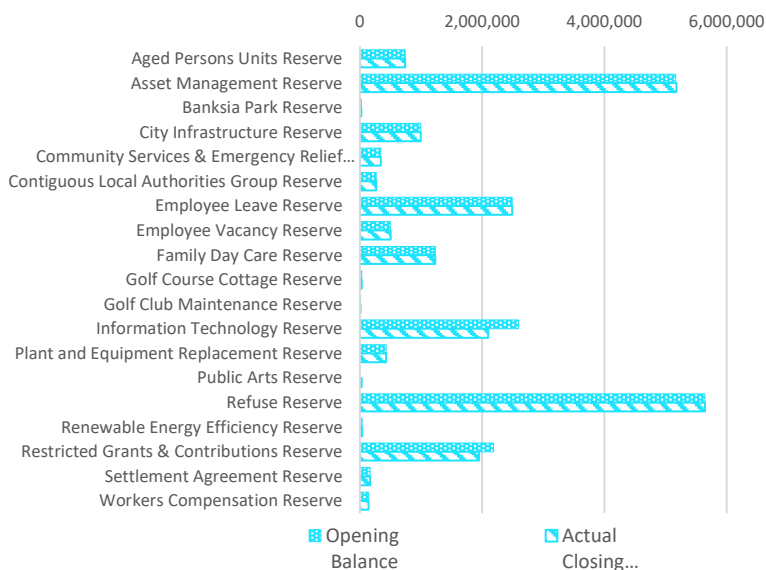 0 2,000,000 4,000,000 6,000,000
Aged Persons Units Reserve
Asset Management Reserve
Banksia Park Reserve
City Infrastructure Reserve
Community Services & Emergency Relief...
Contiguous Local Authorities Group Reserve
Employee Leave Reserve
Employee Vacancy Reserve
Family Day Care Reserve
Golf Course Cottage Reserve
Golf Club Maintenance Reserve
Information Technology Reserve
Plant and Equipment Replacement Reserve
Public Arts Reserve
Refuse Reserve
Renewable Energy Efficiency Reserve
Restricted Grants & Contributions Reserve
Settlement Agreement Reserve
Workers Compensation Reserve
Opening
Balance
Actual
Closing...